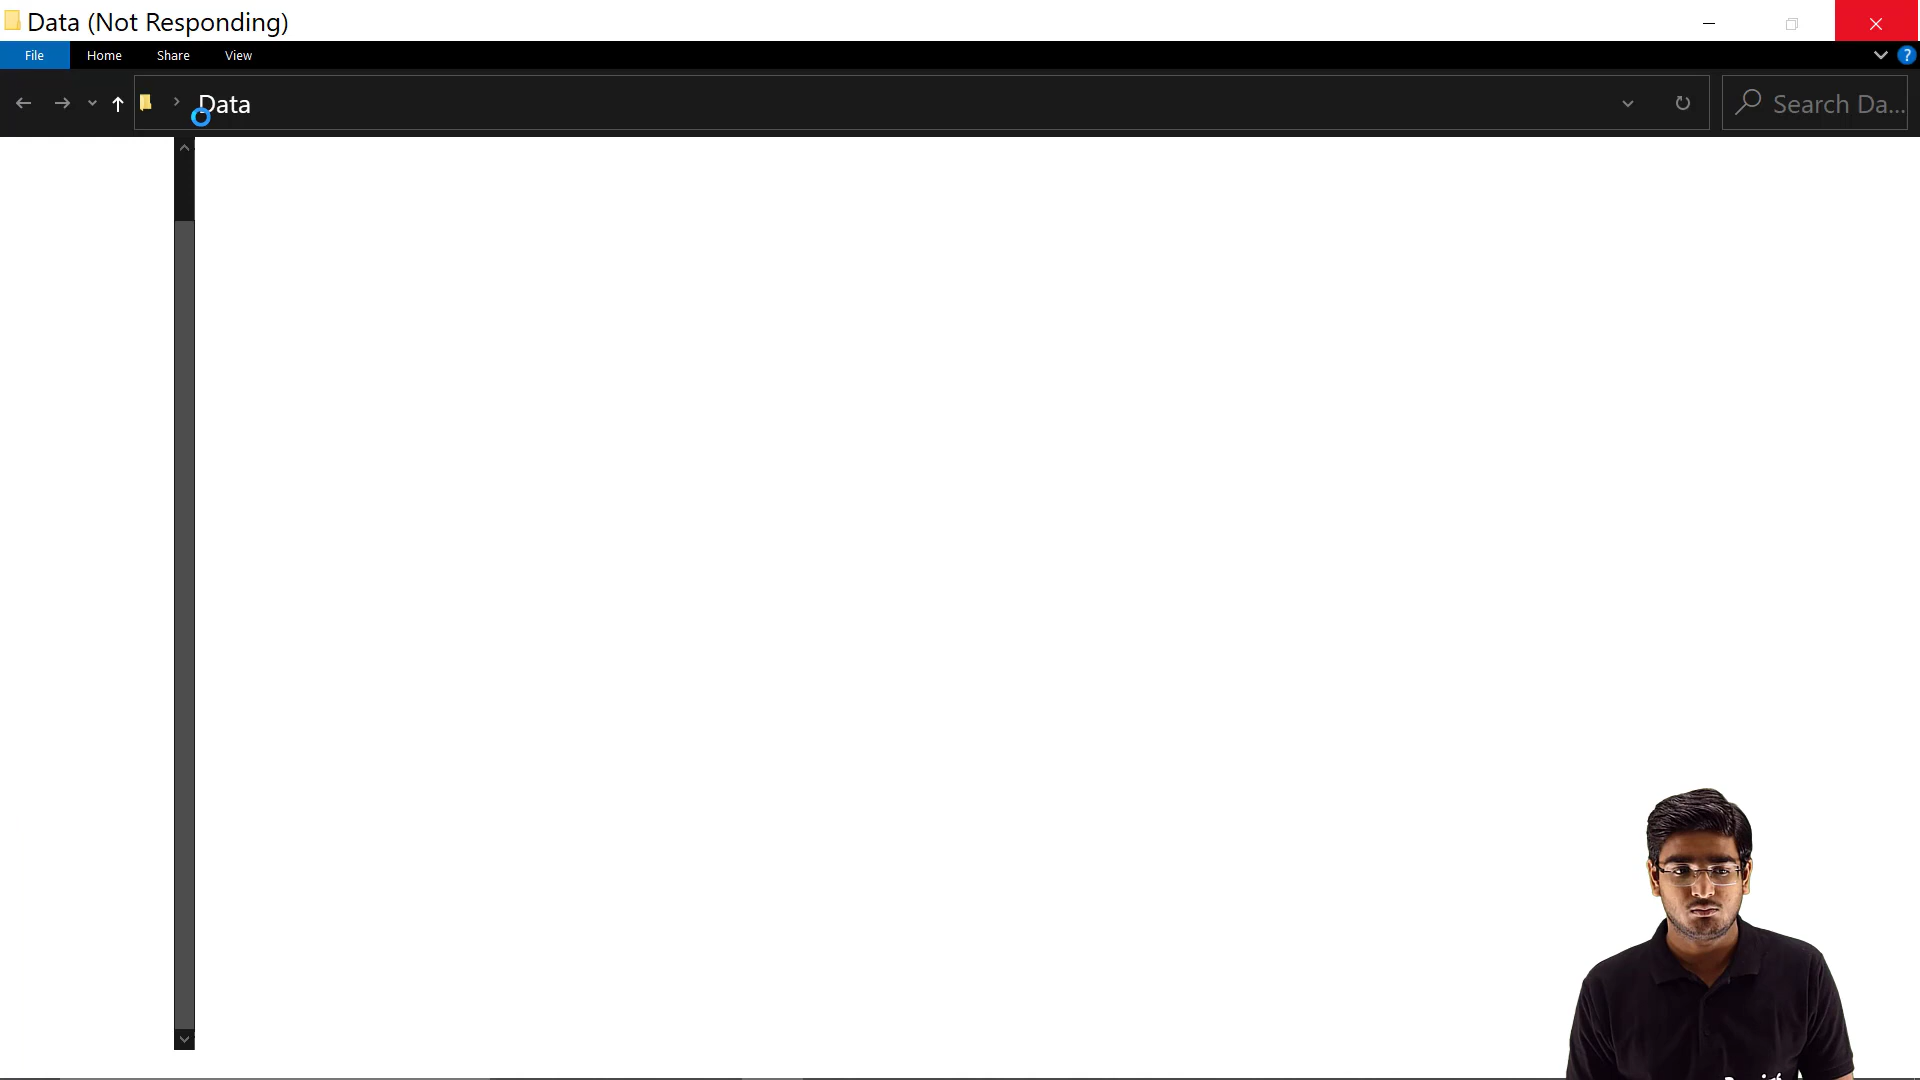 Data (Not Responding)
File Home Share View
?
Data
Search Da...